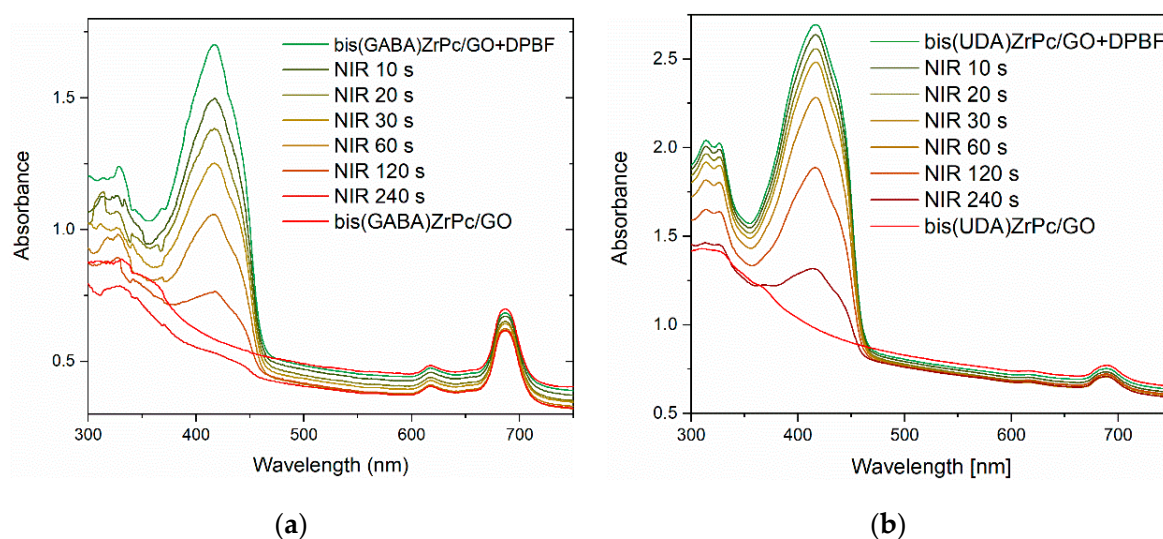 bis(GABA)ZrPc/GO+DPBF
NIR 10 s
NIR 20 s
NIR 30 s
NIR 60 s
NIR 120 s
NIR 240 s
bis(GABA)ZrPc/GO
1.5
1.0
0.5
Absorbance
300 400 500 600 700
Wavelength (nm)
(a)
bis(UDA)ZrPc/GO+DPBF
NIR 10 s
NIR 20 s
NIR 30 s
NIR 60 s
NIR 120 s
NIR 240 s
bis(UDA)ZrPc/GO
2.5
2.0
1.5
1.0
0.5
Absorbance
300 400 500 600 700
Wavelength [nm]
(b)